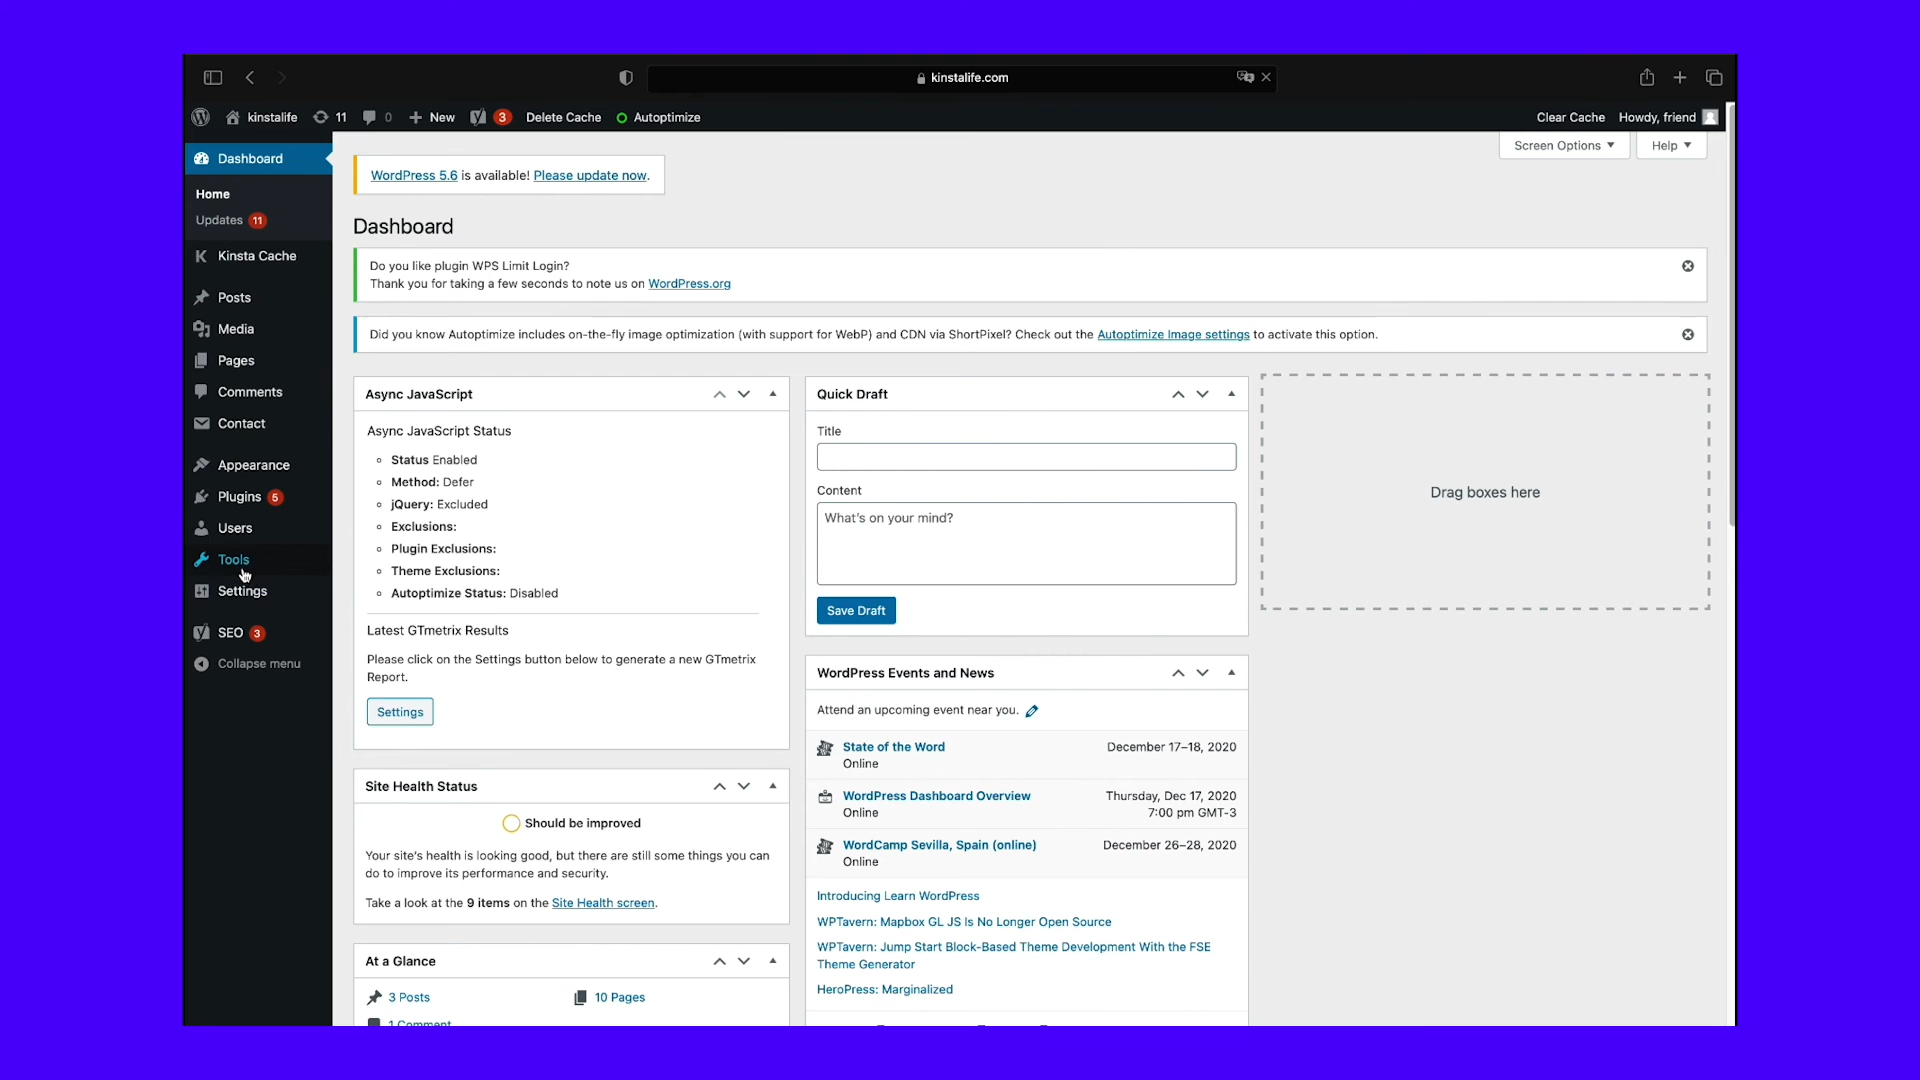 kinstalife.com
kinstalife 11 0 New 3 Delete Cache Autoptimize Clear Cache Howdy, friend
Dashboard
Home
Updates 11
K Kinsta Cache
Posts
Media
Pages
Comments
Contact
Appearance
Plugins 5
Users
Tools
Settings
SEO 3
Collapse menu
Screen Options Help
WordPress 5.6 is available! Please update now.
Dashboard
Do you like plugin WPS Limit Login?
Thank you for taking a few seconds to note us on WordPress.org
Did you know Autoptimize includes on-the-fly image optimization (with support for WebP) and CDN via ShortPixel? Check out the Autoptimize Image settings to activate this option.
Async JavaScript
Async JavaScript Status
Status Enabled
Method: Defer
jQuery: Excluded
Exclusions:
Plugin Exclusions:
Theme Exclusions:
Autoptimize Status: Disabled
Latest GTmetrix Results
Please click on the Settings button below to generate a new GTmetrix
Report.
Settings
Site Health Status
Should be improved
Your site's health is looking good, but there are still some things you can
do to improve its performance and security.
Take a look at the 9 items on the Site Health screen.
At a Glance
3 Posts 10 Pages
1 Comment
Quick Draft
Title
Content
What's on your mind?
Save Draft
WordPress Events and News
Attend an upcoming event near you.
State of the Word December 17–18, 2020
Online
WordPress Dashboard Overview Thursday, Dec 17, 2020
Online 7:00 pm GMT-3
WordCamp Sevilla, Spain (online) December 26–28, 2020
Online
Introducing Learn WordPress
WPTavern: Mapbox GL JS Is No Longer Open Source
WPTavern: Jump Start Block-Based Theme Development With the FSE
Theme Generator
HeroPress: Marginalized
Drag boxes here